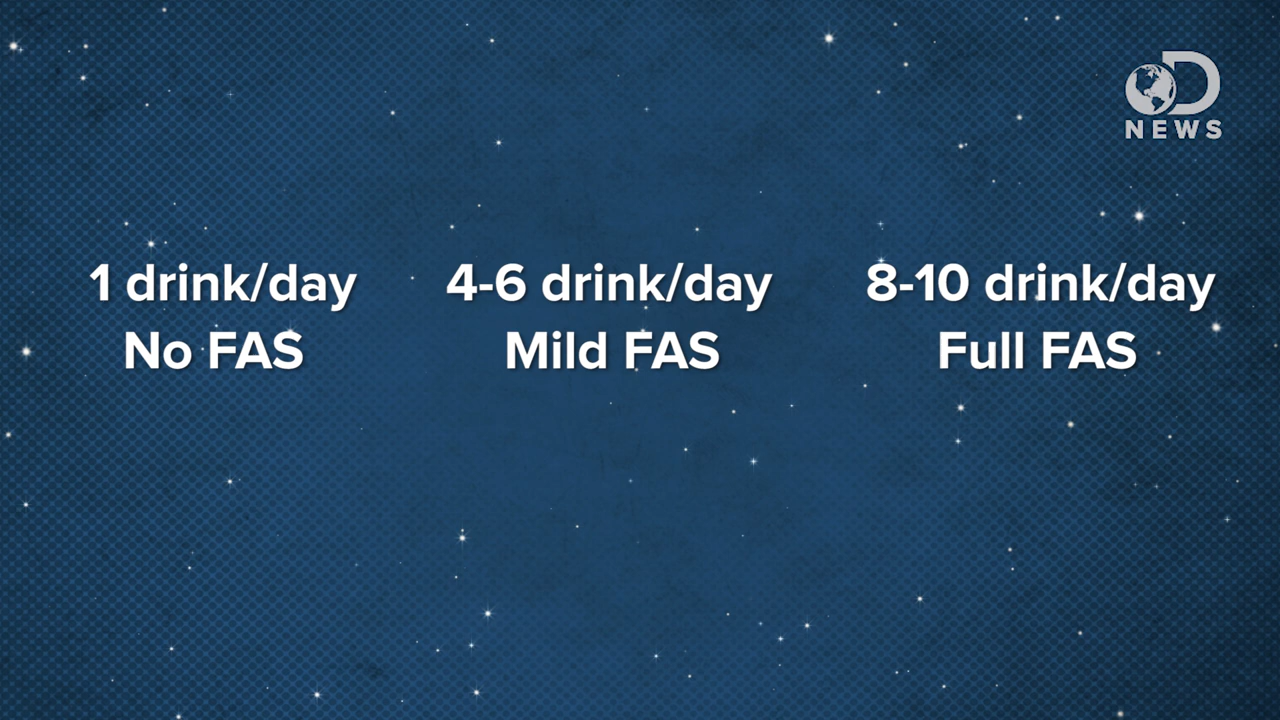 NEWS
1 drink/day
No FAS
4-6 drink/day
Mild FAS
8-10 drink/day
Full FAS